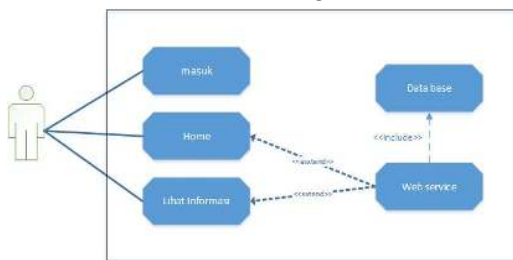 masuk
Data base
Home
<<include>>
<<extend>>
Lihat Informasi
<<extend>>
Web service